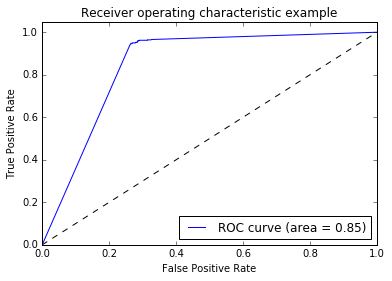 Receiver operating characteristic example
1.0
0.8
0.6
0.4
0.2
0.0
True Positive Rate
ROC curve (area = 0.85)
0.0 0.2 0.4 0.6 0.8 1.0
False Positive Rate